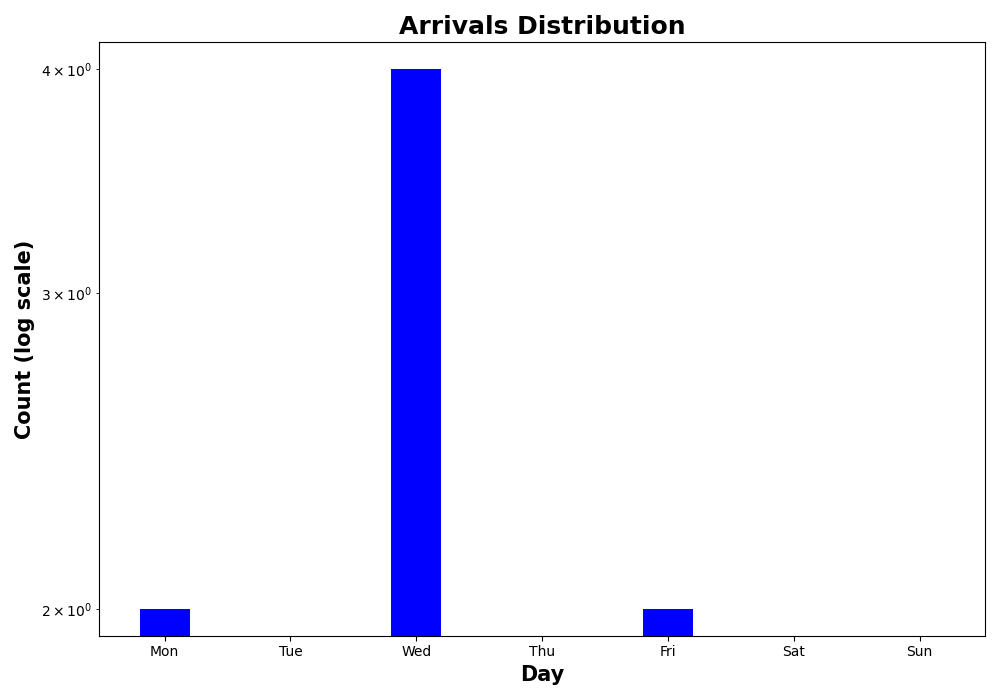 Arrivals Distribution
Count (log scale)
4 × 10⁰
3 × 10⁰
2 × 10⁰
Mon Tue Wed Thu Fri Sat Sun
Day